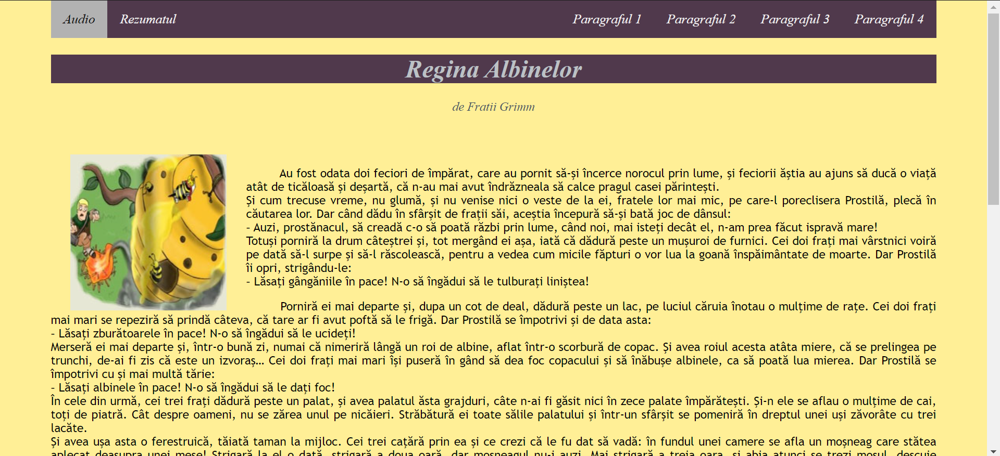 Audio Rezumatul Paragraful 1 Paragraful 2 Paragraful 3 Paragraful 4
Regina Albinelor
de Fratii Grimm
Au fost odata doi feciori de împărat, care au pornit să-și încerce norocul prin lume, și feciorii ăștia au ajuns să ducă o viață
atât de ticăloasă și deșartă, că n-au mai avut îndrăzneala să calce pragul casei părintești.
Și cum trecuse vreme, nu glumă, și nu venise nici o veste de la ei, fratele lor mai mic, pe care-l poreclisera Prostilă, plecă în
căutarea lor. Dar când dădu în sfârșit de frații săi, aceștia începură să-și bată joc de dânsul:
– Auzi, prostănacul, să creadă c-o să poată răzbi prin lume, când noi, mai isteți decât el, n-am prea făcut ispravă mare!
Totuși porniră la drum câteștrei și, tot mergând ei așa, iată că dădură peste un mușuroi de furnici. Cei doi frați mai vârstnici voiră
pe dată să-l surpe și să-l răscolească, pentru a vedea cum micile făpturi o vor lua la goană înspăimântate de moarte. Dar Prostilă
îi opri, strigându-le:
– Lăsați gângăniile în pace! N-o să îngădui să le tulburați liniștea!
Porniră ei mai departe și, dupa un cot de deal, dădură peste un lac, pe luciul căruia înotau o mulțime de rațe. Cei doi frați
mai mari se repeziră să prindă câteva, că tare ar fi avut poftă să le frigă. Dar Prostilă se împotrivi și de data asta:
– Lăsați zburătoarele în pace! N-o să îngădui să le ucideți!
Merseră ei mai departe și, într-o bună zi, numai că nimeriră lângă un roi de albine, aflat într-o scorbură de copac. Și avea roiul acesta atâta miere, că se prelingea pe
trunchi, de-ai fi zis că este un izvoraș... Cei doi frați mai mari își puseră în gând să dea foc copacului și să înăbușe albinele, ca să poată lua mierea. Dar Prostilă se
împotrivi cu și mai multă tărie:
– Lăsați albinele în pace! N-o să îngădui să le dați foc!
În cele din urmă, cei trei frați dădură peste un palat, și avea palatul ăsta grajduri, câte n-ai fi găsit nici în zece palate împărătești. Și-n ele se aflau o mulțime de cai,
toți de piatră. Cât despre oameni, nu se zărea unul pe nicăieri. Străbătură ei toate sălile palatului și într-un sfârșit se pomeniră în dreptul unei uși zăvorâte cu trei
lacăte.
Și avea ușa asta o ferestruică, tăiată taman la mijloc. Cei trei cațără prin ea și ce crezi că le fu dat să vadă: în fundul unei camere se afla un moșneag care stătea
aplecat deasupra unei mese! Strigară la el o dată, strigară a doua oară, dar moșneagul nu-i auzi. Mai strigară a treia oara, și abia atunci se trezi moșul, descuie